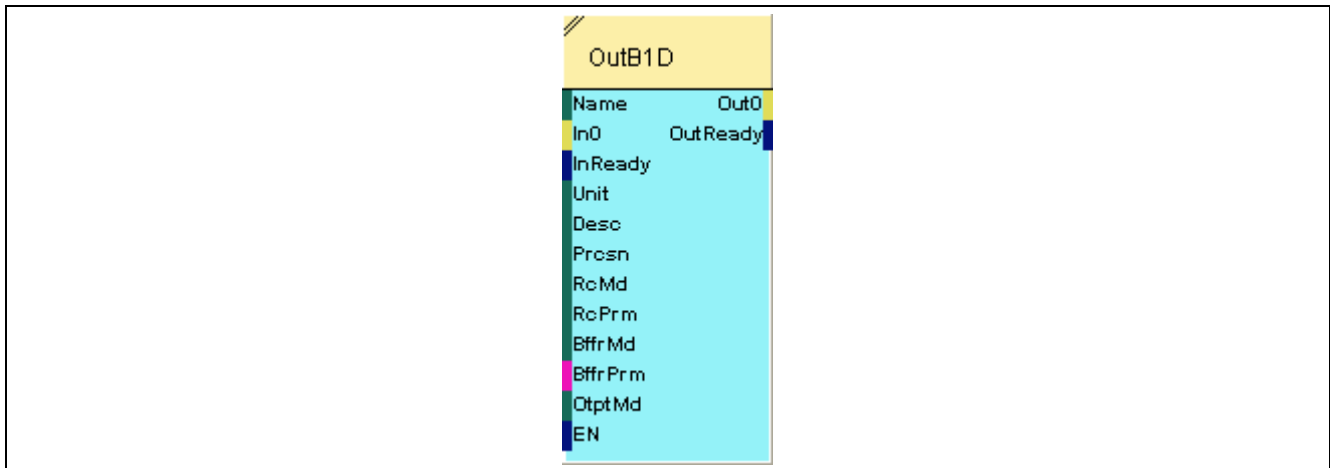 OutB1D
Name Out0
In0 OutReady
InReady
Unit
Desc
Prcsn
RcMd
RcPrm
BffrMd
BffrPrm
OtptMd
EN